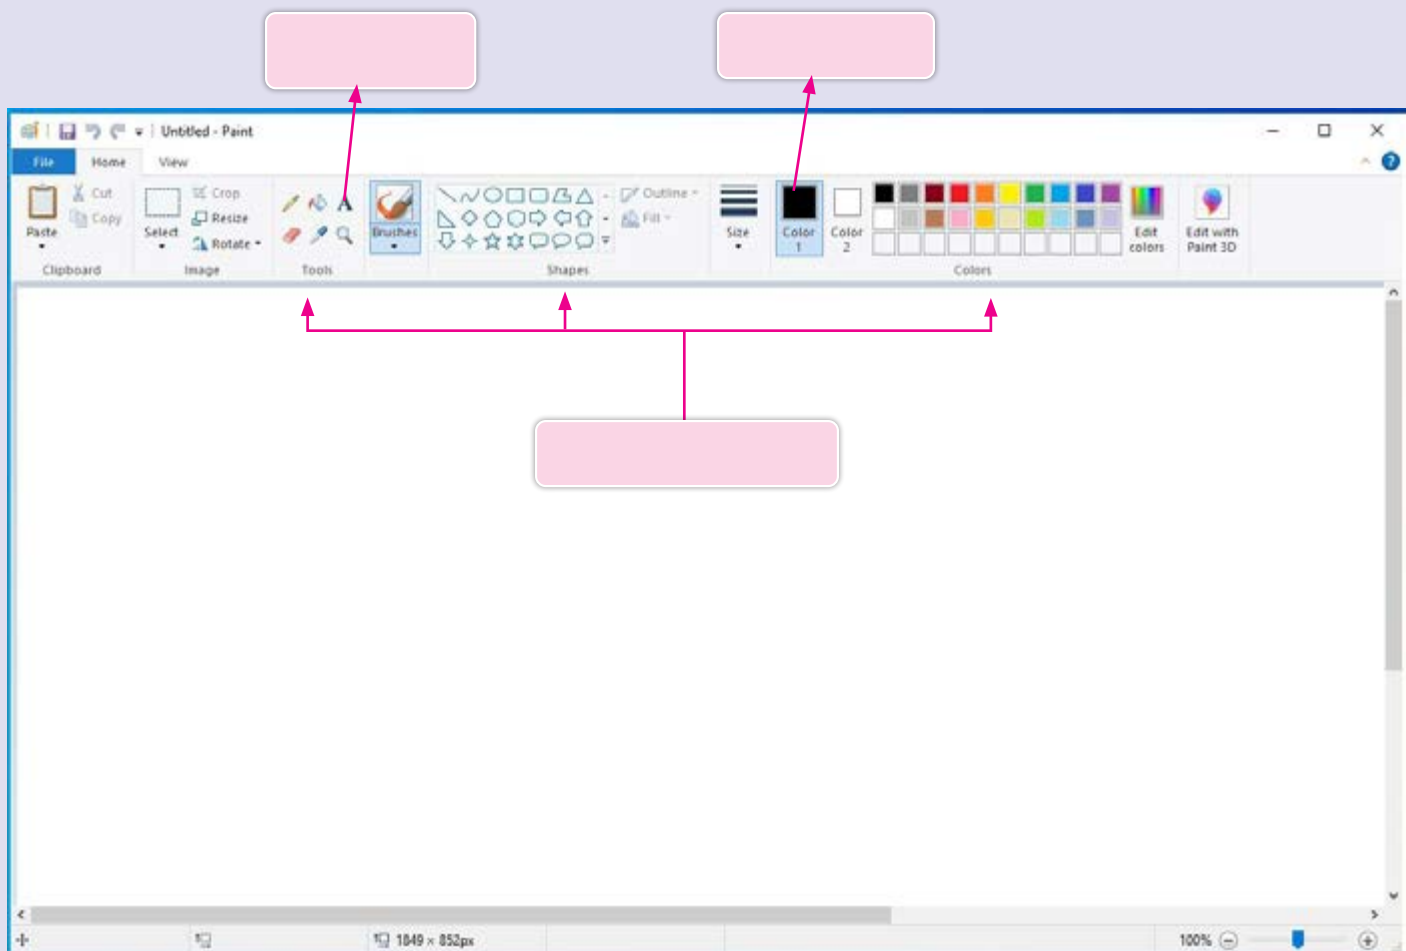 Untitled - Paint
File Home View
Cut Crop Outline
Copy Resize Fill
Paste Select Rotate Brushes Size Color 1 Color 2 Edit colors Edit with Paint 3D
Clipboard Image Tools Shapes Colors
1849 × 852px 100%